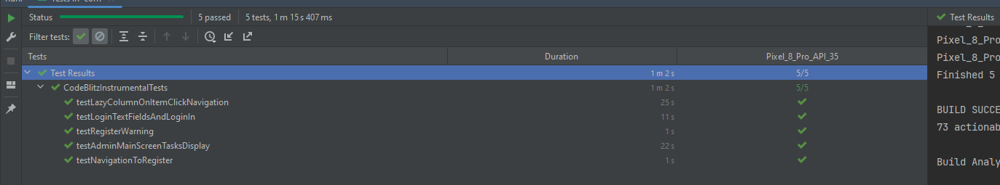 Status 5 passed 5 tests, 1 m 15 s 407 ms
Filter tests:
Tests Duration Pixel_8_Pro_API_35
Test Results 1 m 2 s 5/5
CodeBlitzInstrumentalTests 1 m 2 s 5/5
testLazyColumnOnItemClickNavigation 25 s
testLoginTextFieldsAndLoginIn 11 s
testRegisterWarning 1 s
testAdminMainScreenTasksDisplay 22 s
testNavigationToRegister 1 s
Test Results
Pixel_8_Pro
Pixel_8_Pro
Finished 5
BUILD SUCCE
73 actionab
Build Analy